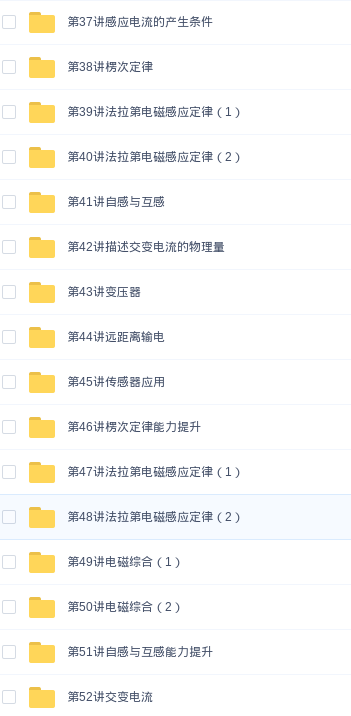 第37讲感应电流的产生条件
第38讲楞次定律
第39讲法拉第电磁感应定律（1）
第40讲法拉第电磁感应定律（2）
第41讲自感与互感
第42讲描述交变电流的物理量
第43讲变压器
第44讲远距离输电
第45讲传感器应用
第46讲楞次定律能力提升
第47讲法拉第电磁感应定律（1）
第48讲法拉第电磁感应定律（2）
第49讲电磁综合（1）
第50讲电磁综合（2）
第51讲自感与互感能力提升
第52讲交变电流